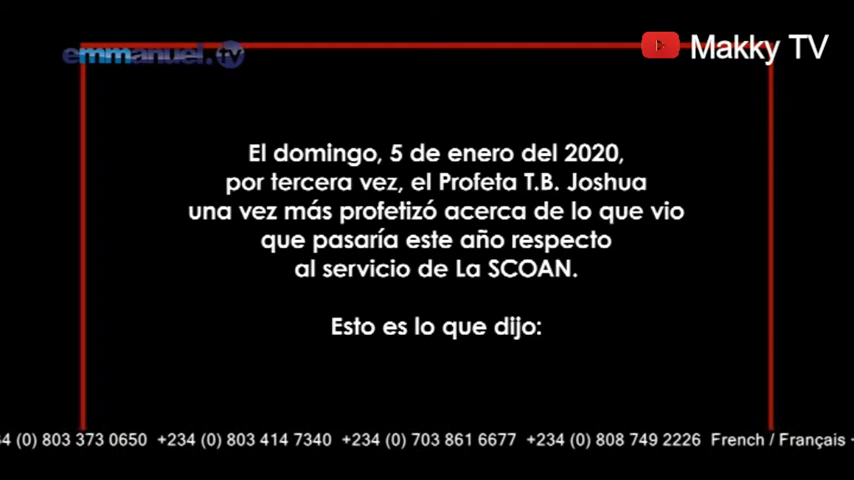 emmanuel.tv
Makky TV
El domingo, 5 de enero del 2020,
por tercera vez, el Profeta T.B. Joshua
una vez más profetizó acerca de lo que vio
que pasaría este año respecto
al servicio de La SCOAN.
Esto es lo que dijo:
4 (0) 803 373 0650 +234 (0) 803 414 7340 +234 (0) 703 861 6677 +234 (0) 808 749 2226 French / Français